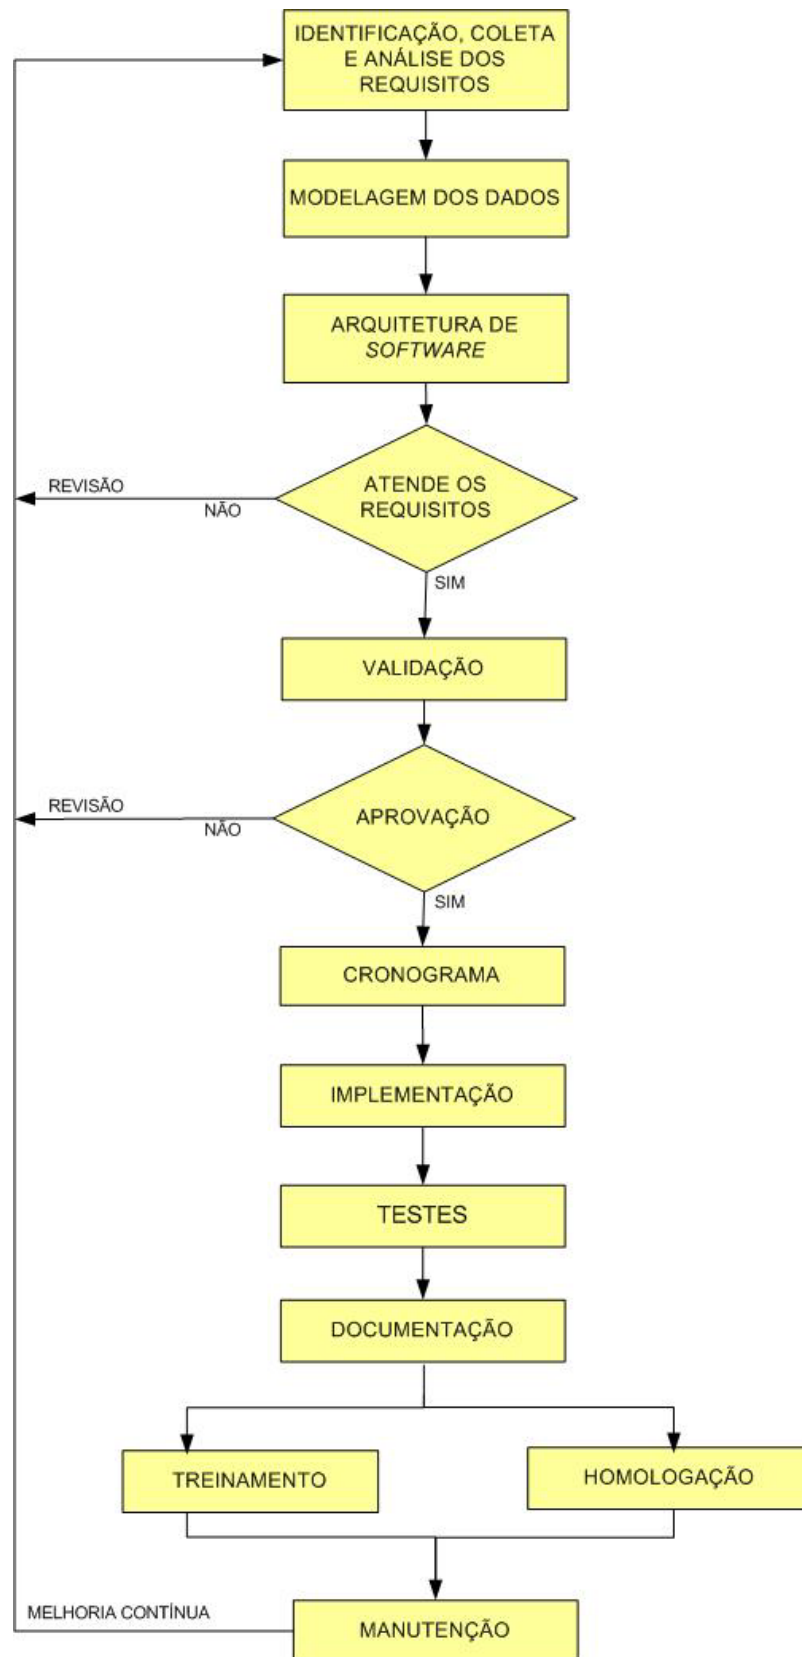 IDENTIFICAÇÃO, COLETA
E ANÁLISE DOS
REQUISITOS
MODELAGEM DOS DADOS
ARQUITETURA DE
SOFTWARE
ATENDE OS
REQUISITOS
REVISÃO
NÃO
SIM
VALIDAÇÃO
APROVAÇÃO
REVISÃO
NÃO
SIM
CRONOGRAMA
IMPLEMENTAÇÃO
TESTES
DOCUMENTAÇÃO
TREINAMENTO
HOMOLOGAÇÃO
MELHORIA CONTÍNUA
MANUTENÇÃO